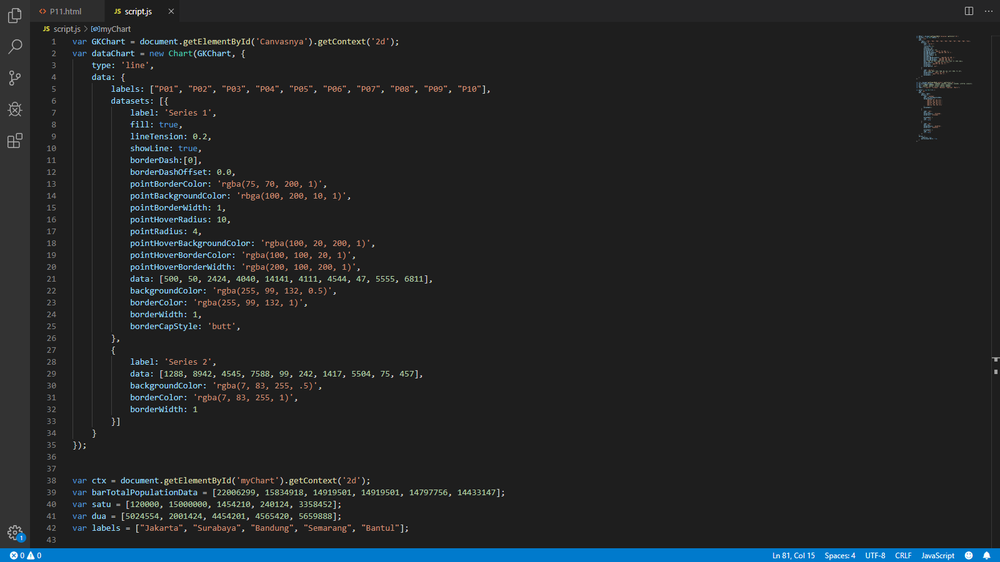 <> P11.html
JS script.js ×
JS script.js > myChart
1 var GKChart = document.getElementById('Canvasnya').getContext('2d');
2 var dataChart = new Chart(GKChart, {
3 type: 'line',
4 data: {
5 labels: ["P01", "P02", "P03", "P04", "P05", "P06", "P07", "P08", "P09", "P10"],
6 datasets: [{
7 label: 'Series 1',
8 fill: true,
9 lineTension: 0.2,
10 showLine: true,
11 borderDash:[0],
12 borderDashOffset: 0.0,
13 pointBorderColor: 'rgba(75, 70, 200, 1)',
14 pointBackgroundColor: 'rbga(100, 200, 10, 1)',
15 pointBorderWidth: 1,
16 pointHoverRadius: 10,
17 pointRadius: 4,
18 pointHoverBackgroundColor: 'rgba(100, 20, 200, 1)',
19 pointHoverBorderColor: 'rgba(100, 100, 20, 1)',
20 pointHoverBorderWidth: 'rgba(200, 100, 200, 1)',
21 data: [500, 50, 2424, 4040, 14141, 4111, 4544, 47, 5555, 6811],
22 backgroundColor: 'rgba(255, 99, 132, 0.5)',
23 borderColor: 'rgba(255, 99, 132, 1)',
24 borderWidth: 1,
25 borderCapStyle: 'butt',
26 },
27 {
28 label: 'Series 2',
29 data: [1288, 8942, 4545, 7588, 99, 242, 1417, 5504, 75, 457],
30 backgroundColor: 'rgba(7, 83, 255, .5)',
31 borderColor: 'rgba(7, 83, 255, 1)',
32 borderWidth: 1
33 }]
34 }
35 });
36
37
38 var ctx = document.getElementById('myChart').getContext('2d');
39 var barTotalPopulationData = [22006299, 15834918, 14919501, 14919501, 14797756, 14433147];
40 var satu = [120000, 15000000, 1454210, 240124, 3358452];
41 var dua = [5024554, 2001424, 4454201, 4565420, 5659888];
42 var labels = ["Jakarta", "Surabaya", "Bandung", "Semarang", "Bantul"];
43
1
0 0 Ln 81, Col 15 Spaces: 4 UTF-8 CRLF JavaScript